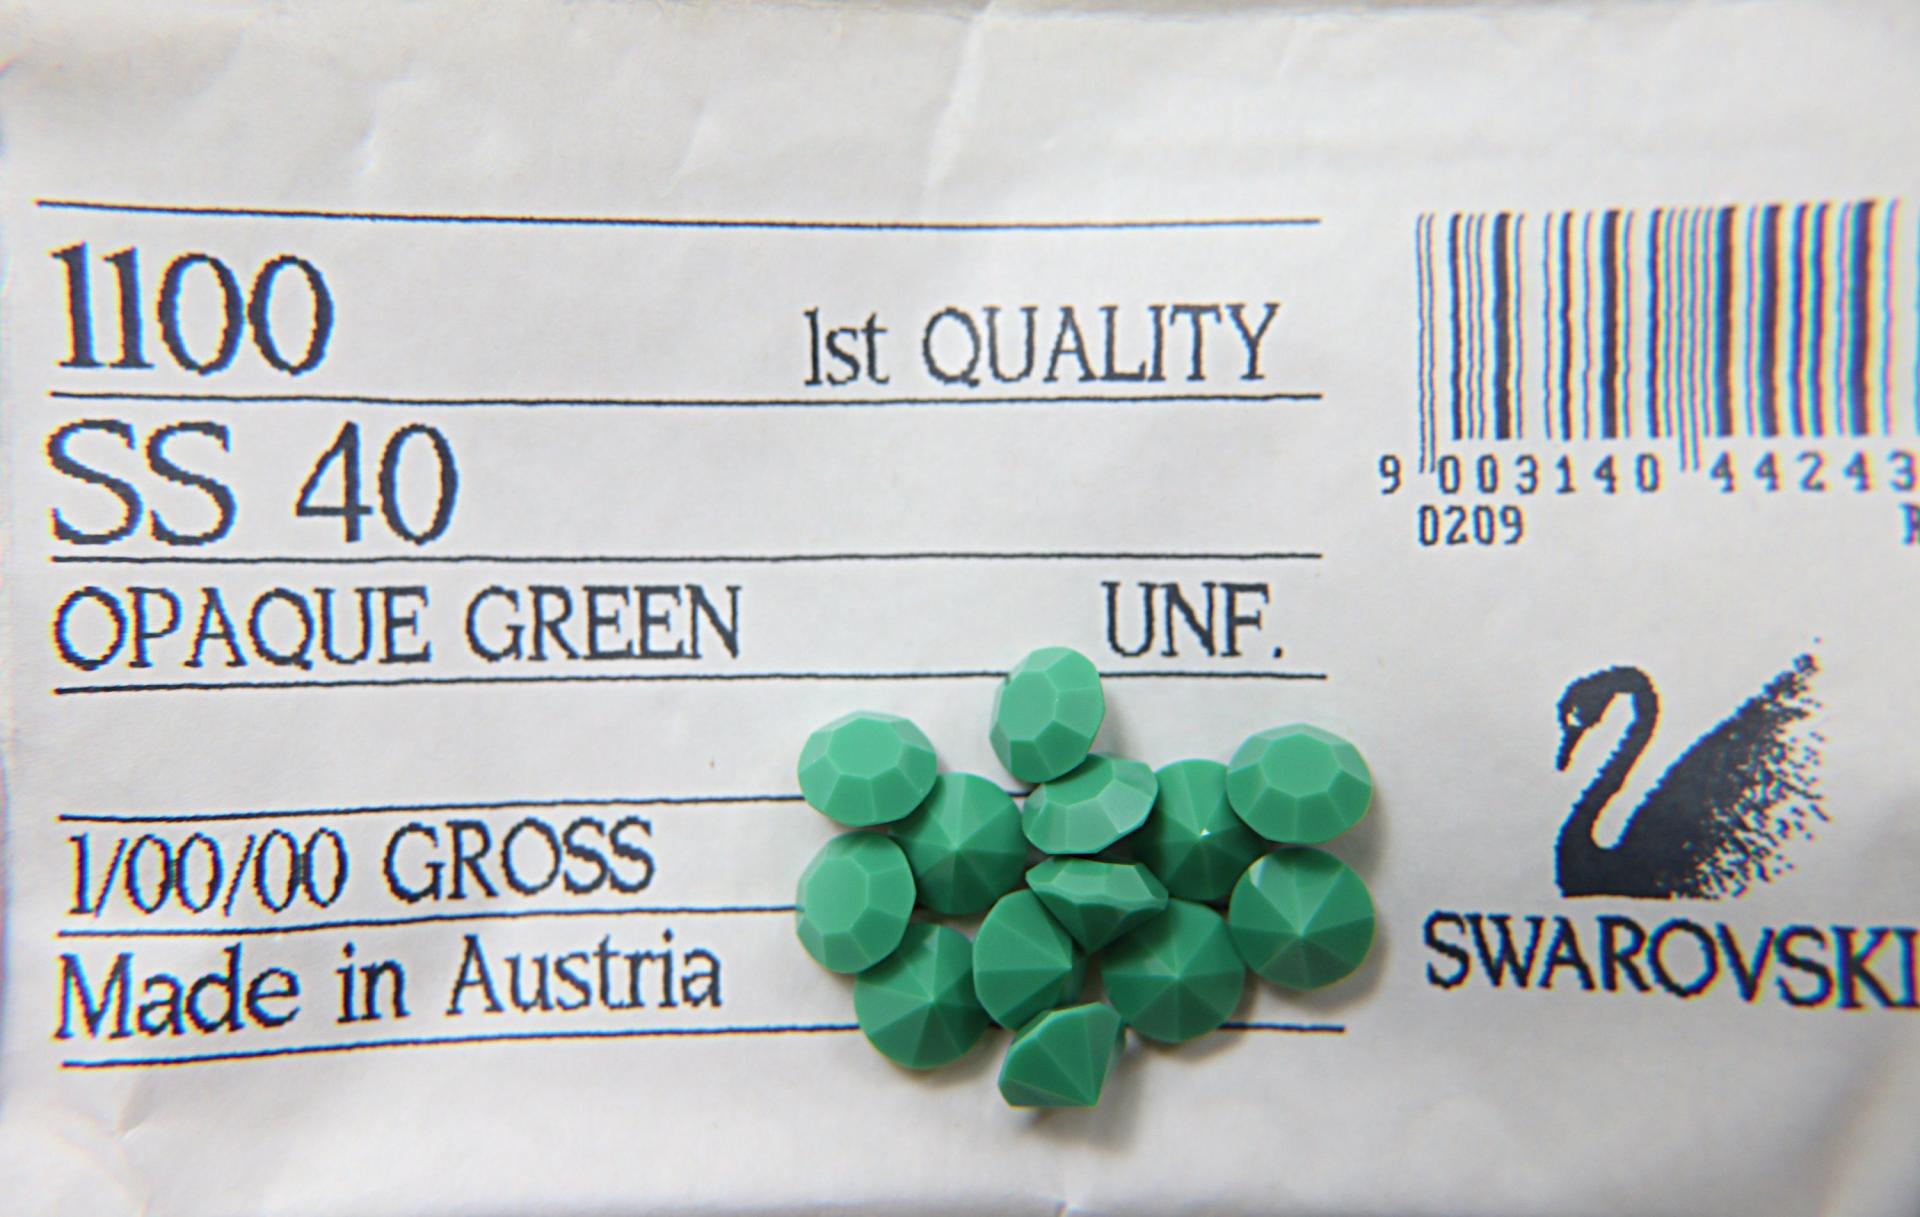 1100
1st QUALITY
SS 40
OPAQUE GREEN UNF.
1/00/00 GROSS
Made in Austria
9 003140 44243
0209
SWAROVSKI